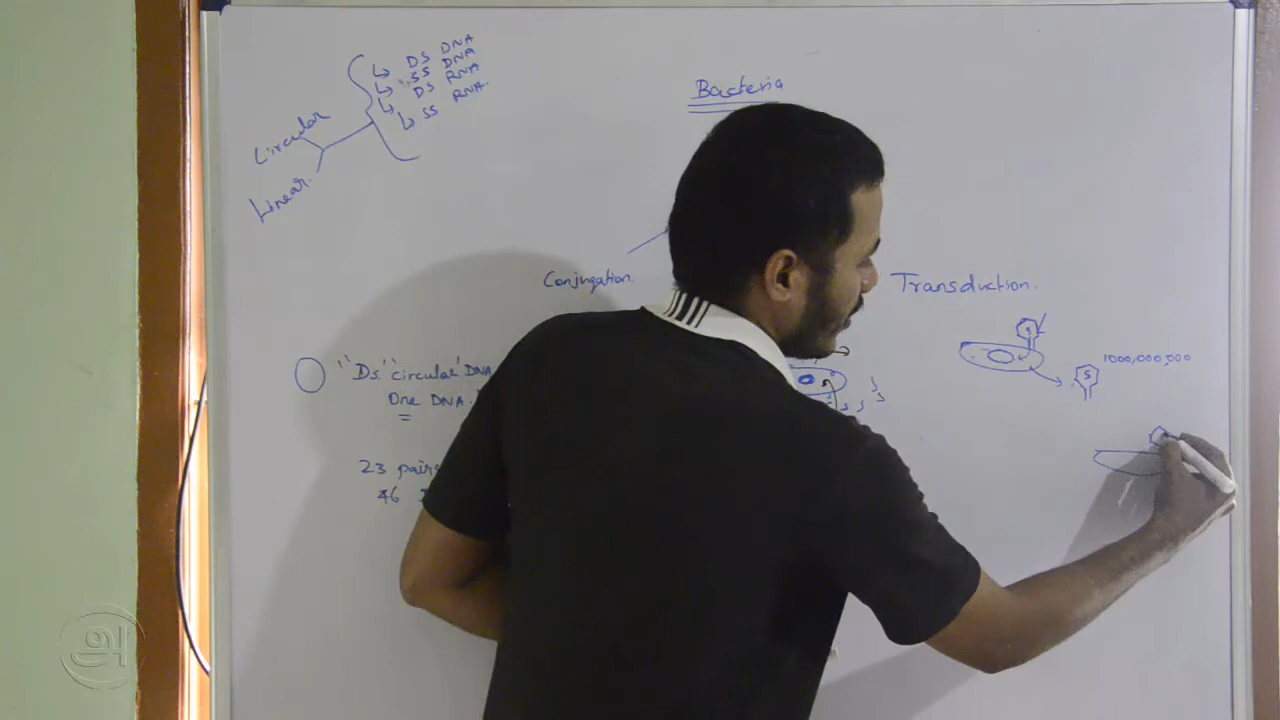 Bacteria
DS DNA
SS DNA
DS RNA
SS RNA.
Circular
Linear.
Conjugation.
Transduction.
"Ds" 'circular' DNA
One DNA.
23 pairs
46
S
1000,000,000
அ